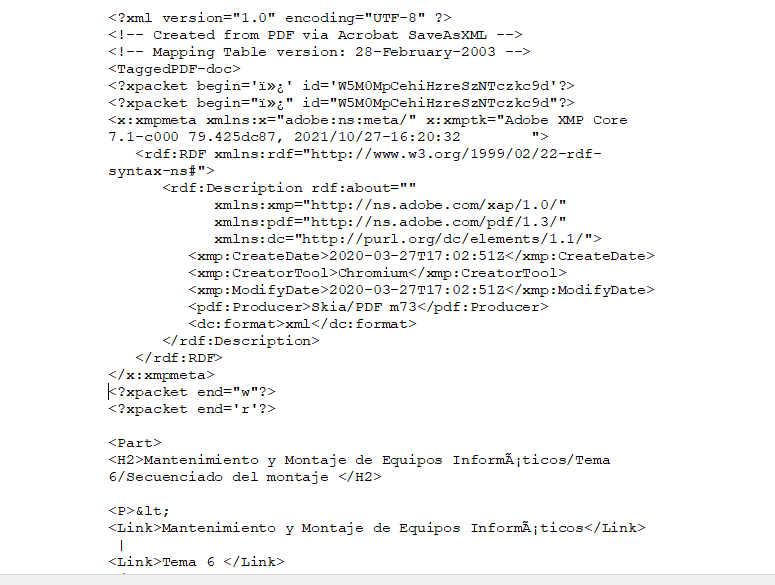 <?xml version="1.0" encoding="UTF-8" ?>
<!-- Created from PDF via Acrobat SaveAsXML -->
<!-- Mapping Table version: 28-February-2003 -->
<TaggedPDF-doc>
<?xpacket begin='ï»¿' id='W5M0MpCehiHzreSzNTczkc9d'?>
<?xpacket begin="ï»¿" id="W5M0MpCehiHzreSzNTczkc9d"?>
<x:xmpmeta xmlns:x="adobe:ns:meta/" x:xmptk="Adobe XMP Core
7.1-c000 79.425dc87, 2021/10/27-16:20:32        ">
   <rdf:RDF xmlns:rdf="http://www.w3.org/1999/02/22-rdf-
syntax-ns#">
      <rdf:Description rdf:about=""
            xmlns:xmp="http://ns.adobe.com/xap/1.0/"
            xmlns:pdf="http://ns.adobe.com/pdf/1.3/"
            xmlns:dc="http://purl.org/dc/elements/1.1/">
         <xmp:CreateDate>2020-03-27T17:02:51Z</xmp:CreateDate>
         <xmp:CreatorTool>Chromium</xmp:CreatorTool>
         <xmp:ModifyDate>2020-03-27T17:02:51Z</xmp:ModifyDate>
         <pdf:Producer>Skia/PDF m73</pdf:Producer>
         <dc:format>xml</dc:format>
      </rdf:Description>
   </rdf:RDF>
</x:xmpmeta>
<?xpacket end="w"?>
<?xpacket end='r'?>

<Part>
<H2>Mantenimiento y Montaje de Equipos InformÃ¡ticos/Tema
6/Secuenciado del montaje </H2>

<P>&lt;
<Link>Mantenimiento y Montaje de Equipos InformÃ¡ticos</Link>
 |
<Link>Tema 6 </Link>